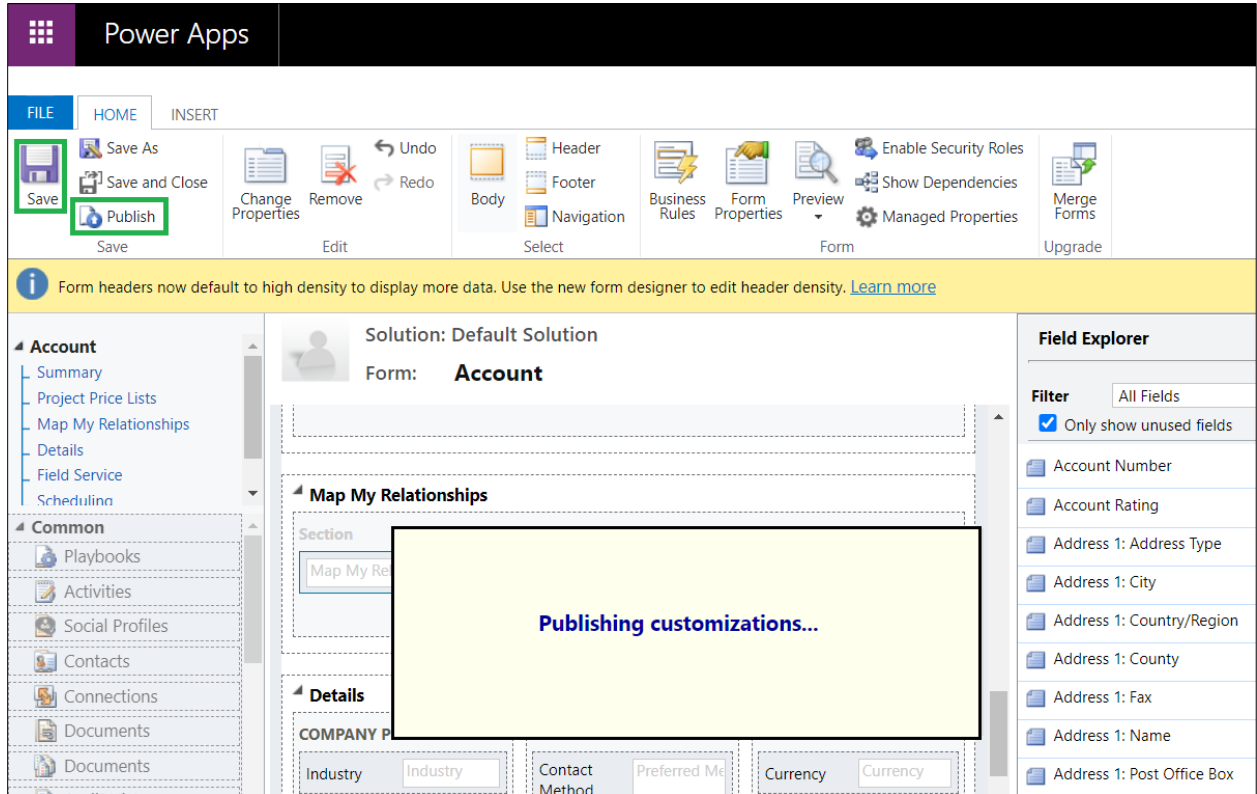 Power Apps
FILE HOME INSERT
Save
Save As
Save and Close
Publish
Save
Change Properties
Remove
Undo
Redo
Edit
Body
Header
Footer
Navigation
Select
Business Rules
Form Properties
Preview
Enable Security Roles
Show Dependencies
Managed Properties
Form
Merge Forms
Upgrade
Form headers now default to high density to display more data. Use the new form designer to edit header density. Learn more
Account
Summary
Project Price Lists
Map My Relationships
Details
Field Service
Scheduling
Common
Playbooks
Activities
Social Profiles
Contacts
Connections
Documents
Documents
Solution: Default Solution
Form: Account
Map My Relationships
Section
Map My Re
Publishing customizations...
Details
COMPANY P
Industry Industry
Contact Method Preferred Me
Currency Currency
Field Explorer
Filter All Fields
Only show unused fields
Account Number
Account Rating
Address 1: Address Type
Address 1: City
Address 1: Country/Region
Address 1: County
Address 1: Fax
Address 1: Name
Address 1: Post Office Box